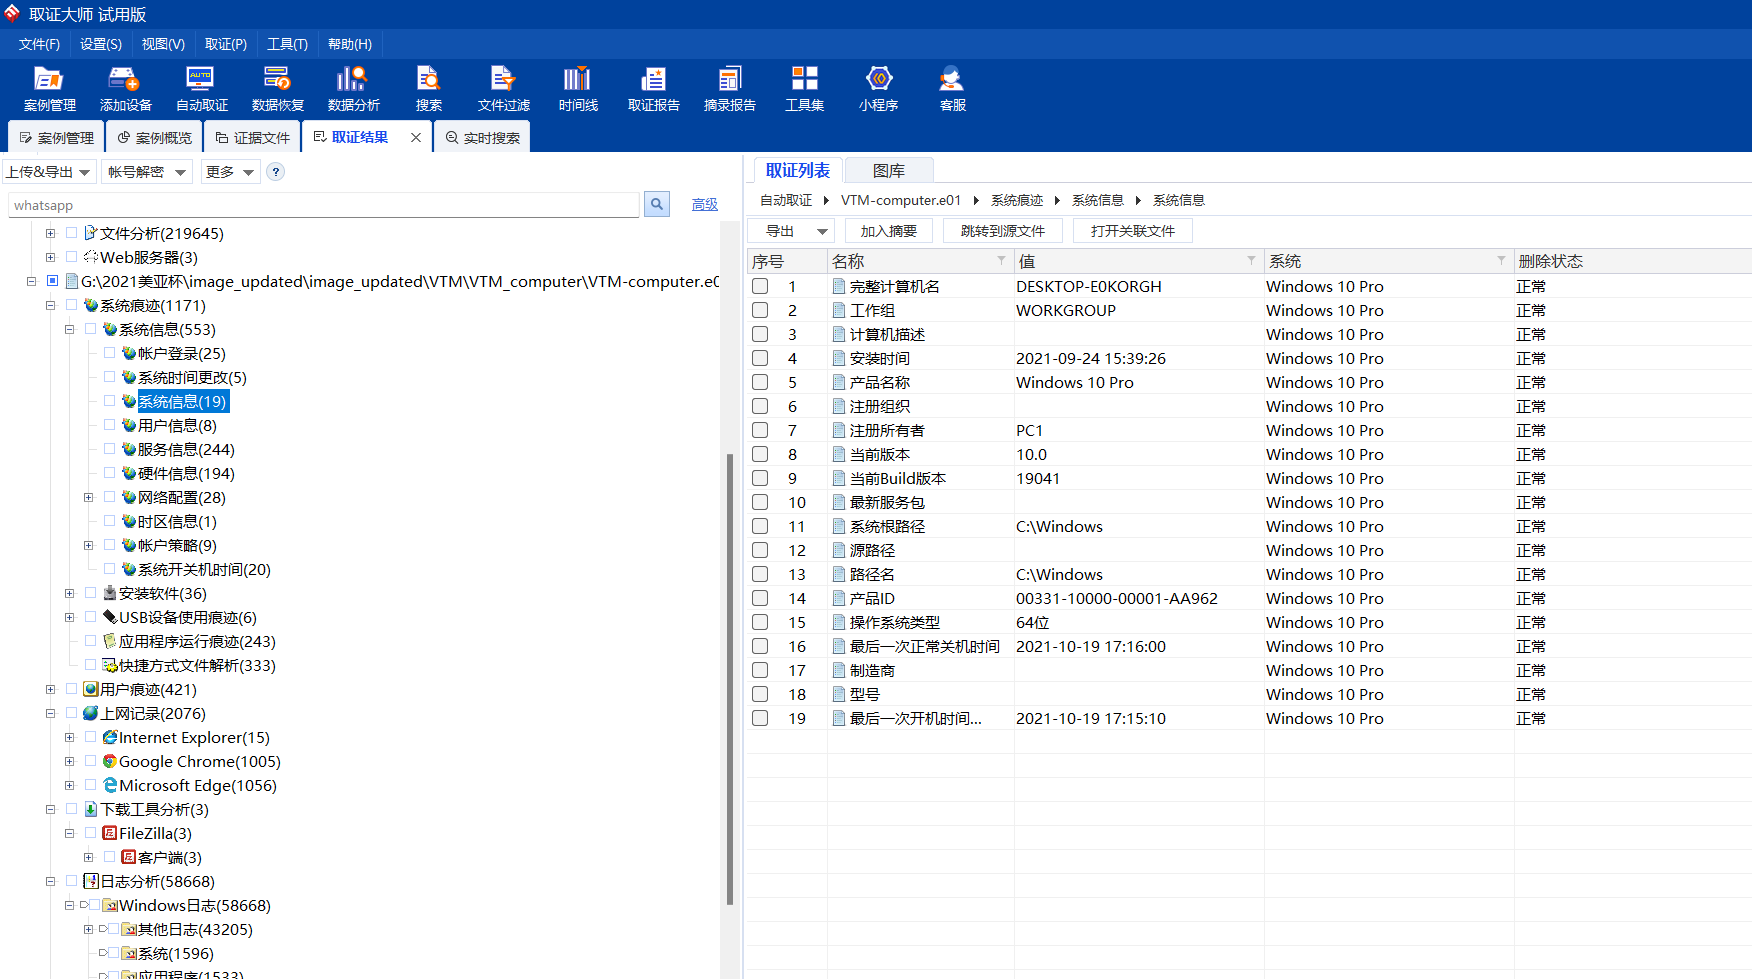 取证大师 试用版
文件(F) 设置(S) 视图(V) 取证(P) 工具(T) 帮助(H)
案例管理 添加设备 自动取证 数据恢复 数据分析 搜索 文件过滤 时间线 取证报告 摘录报告 工具集 小程序 客服
案例管理 案例概览 证据文件 取证结果 实时搜索
上传&导出 帐号解密 更多 ?
whatsapp 高级
文件分析(219645)
Web服务器(3)
G:\2021美亚杯\image_updated\image_updated\VTM\VTM_computer\VTM-computer.e0
系统痕迹(1171)
系统信息(553)
帐户登录(25)
系统时间更改(5)
系统信息(19)
用户信息(8)
服务信息(244)
硬件信息(194)
网络配置(28)
时区信息(1)
帐户策略(9)
系统开关机时间(20)
安装软件(36)
USB设备使用痕迹(6)
应用程序运行痕迹(243)
快捷方式文件解析(333)
用户痕迹(421)
上网记录(2076)
Internet Explorer(15)
Google Chrome(1005)
Microsoft Edge(1056)
下载工具分析(3)
FileZilla(3)
客户端(3)
日志分析(58668)
Windows日志(58668)
其他日志(43205)
系统(1596)
应用程序(1533)
取证列表 图库
自动取证 VTM-computer.e01 系统痕迹 系统信息 系统信息
导出 加入摘要 跳转到源文件 打开关联文件
序号 名称 值 系统 删除状态
1 完整计算机名 DESKTOP-E0KORGH Windows 10 Pro 正常
2 工作组 WORKGROUP Windows 10 Pro 正常
3 计算机描述 Windows 10 Pro 正常
4 安装时间 2021-09-24 15:39:26 Windows 10 Pro 正常
5 产品名称 Windows 10 Pro Windows 10 Pro 正常
6 注册组织 Windows 10 Pro 正常
7 注册所有者 PC1 Windows 10 Pro 正常
8 当前版本 10.0 Windows 10 Pro 正常
9 当前Build版本 19041 Windows 10 Pro 正常
10 最新服务包 Windows 10 Pro 正常
11 系统根路径 C:\Windows Windows 10 Pro 正常
12 源路径 Windows 10 Pro 正常
13 路径名 C:\Windows Windows 10 Pro 正常
14 产品ID 00331-10000-00001-AA962 Windows 10 Pro 正常
15 操作系统类型 64位 Windows 10 Pro 正常
16 最后一次正常关机时间 2021-10-19 17:16:00 Windows 10 Pro 正常
17 制造商 Windows 10 Pro 正常
18 型号 Windows 10 Pro 正常
19 最后一次开机时间... 2021-10-19 17:15:10 Windows 10 Pro 正常